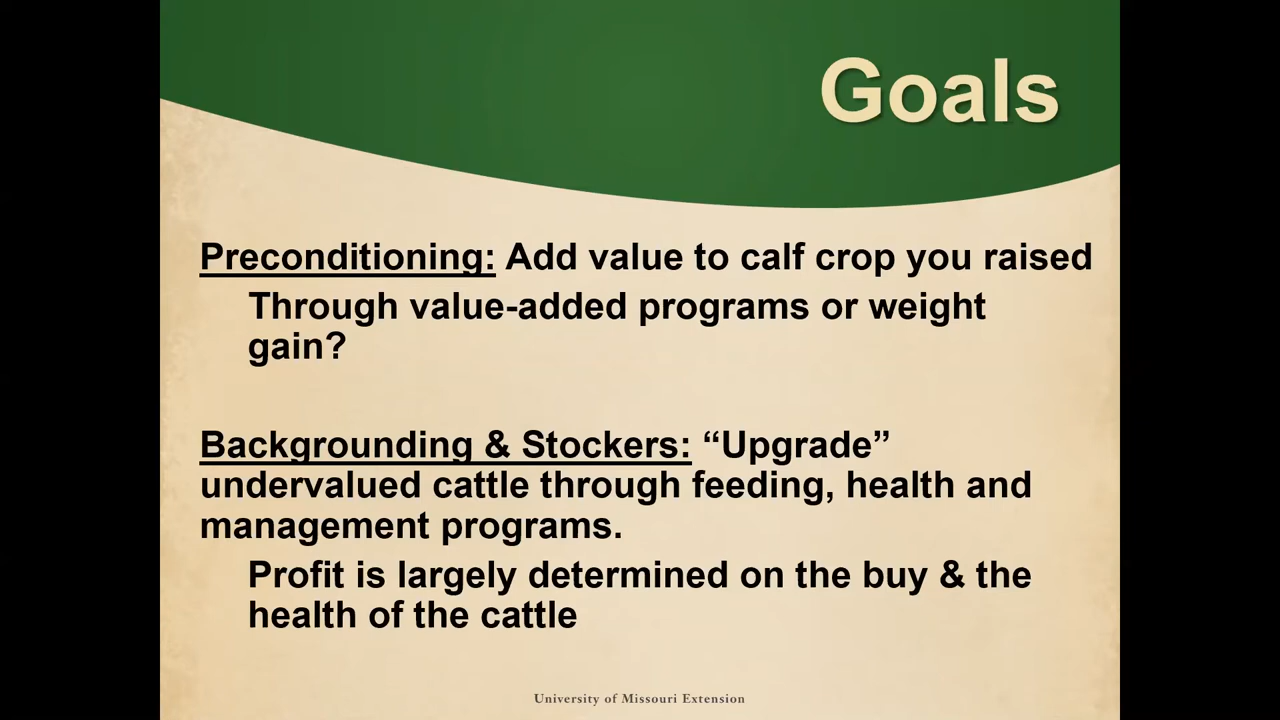 Goals
Preconditioning: Add value to calf crop you raised
Through value-added programs or weight
gain?
Backgrounding & Stockers: “Upgrade”
undervalued cattle through feeding, health and
management programs.
Profit is largely determined on the buy & the
health of the cattle
University of Missouri Extension